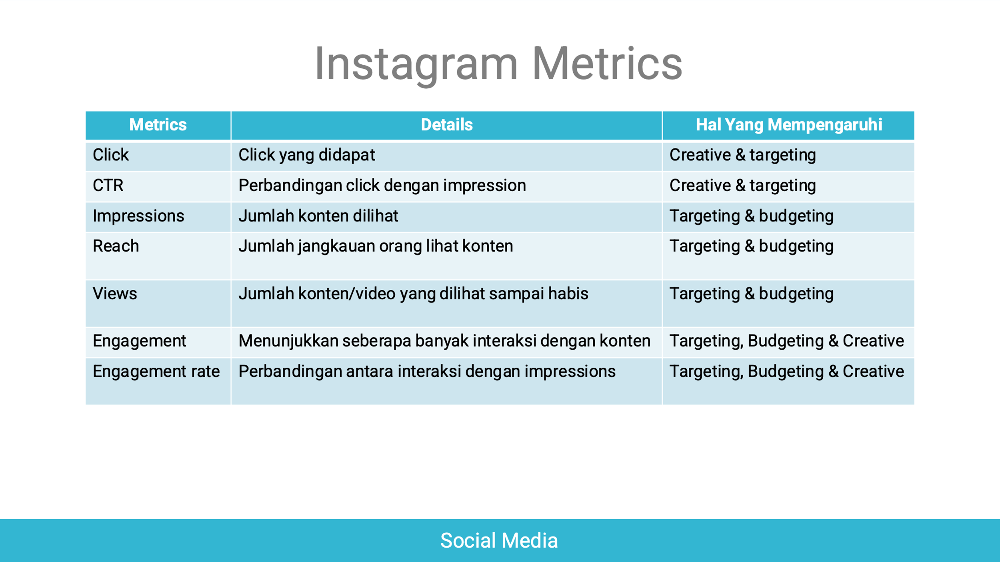 Instagram Metrics
Metrics Details Hal Yang Mempengaruhi
Click Click yang didapat Creative & targeting
CTR Perbandingan click dengan impression Creative & targeting
Impressions Jumlah konten dilihat Targeting & budgeting
Reach Jumlah jangkauan orang lihat konten Targeting & budgeting
Views Jumlah konten/video yang dilihat sampai habis Targeting & budgeting
Engagement Menunjukkan seberapa banyak interaksi dengan konten Targeting, Budgeting & Creative
Engagement rate Perbandingan antara interaksi dengan impressions Targeting, Budgeting & Creative
Social Media